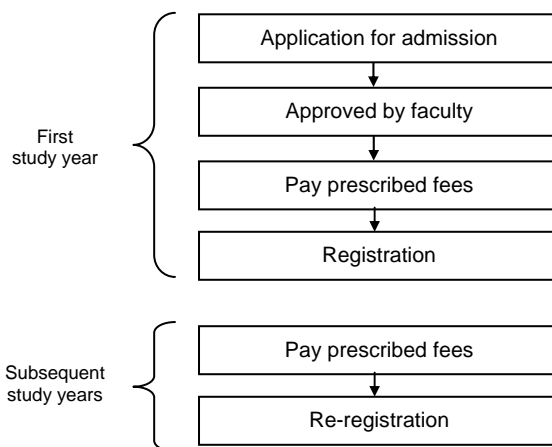 Application for admission
Approved by faculty
First
study year
Pay prescribed fees
Registration
Pay prescribed fees
Subsequent
study years
Re-registration